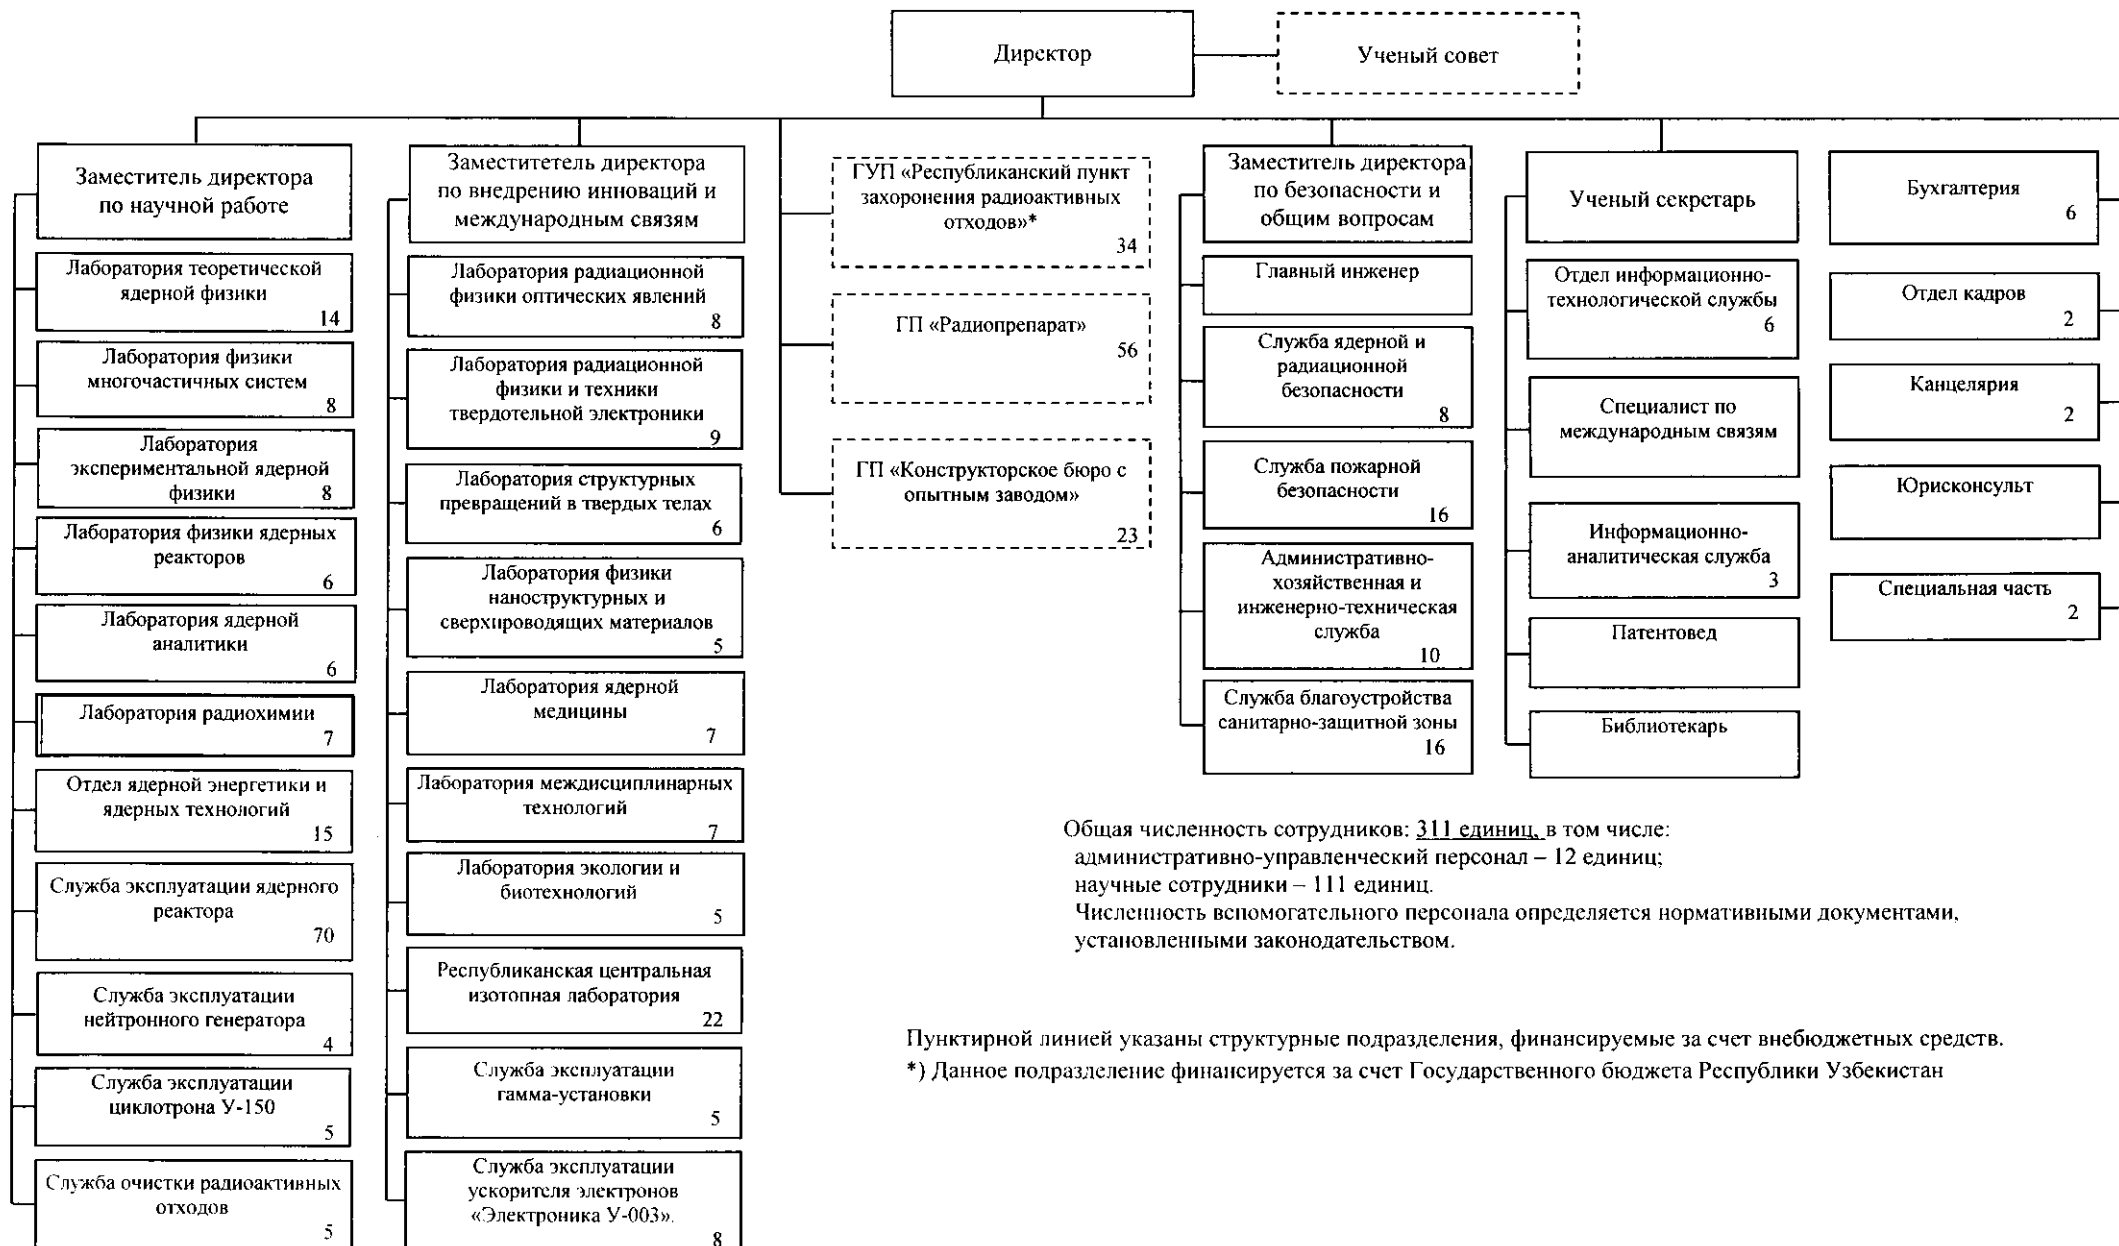 Директор
Ученый совет
Заместитель директора
по научной работе
Лаборатория теоретической
ядерной физики
14
Лаборатория физики
многочастичных систем
8
Лаборатория
экспериментальной ядерной
физики
8
Лаборатория физики ядерных
реакторов
6
Лаборатория ядерной
аналитики
6
Лаборатория радиохимии
7
Отдел ядерной энергетики и
ядерных технологий
15
Служба эксплуатации ядерного
реактора
70
Служба эксплуатации
нейтронного генератора
4
Служба эксплуатации
циклотрона У-150
5
Служба очистки радиоактивных
отходов
5
Заместитетель директора
по внедрению инноваций и
международным связям
Лаборатория радиационной
физики оптических явлений
8
Лаборатория радиационной
физики и техники
твердотельной электроники
9
Лаборатория структурных
превращений в твердых телах
6
Лаборатория физики
наноструктурных и
сверхпроводящих материалов
5
Лаборатория ядерной
медицины
7
Лаборатория междисциплинарных
технологий
7
Лаборатория экологии и
биотехнологий
5
Республиканская центральная
изотопная лаборатория
22
Служба эксплуатации
гамма-установки
5
Служба эксплуатации
ускорителя электронов
«Электроника У-003».
8
ГУП «Республиканский пункт
захоронения радиоактивных
отходов»*
34
ГП «Радиопрепарат»
56
ГП «Конструкторское бюро с
опытным заводом»
23
Заместитель директора
по безопасности и
общим вопросам
Главный инженер
Служба ядерной и
радиационной
безопасности
8
Служба пожарной
безопасности
16
Административно-
хозяйственная и
инженерно-техническая
служба
10
Служба благоустройства
санитарно-защитной зоны
16
Ученый секретарь
Отдел информационно-
технологической службы
6
Специалист по
международным связям
Информационно-
аналитическая служба
3
Патентовед
Библиотекарь
Бухгалтерия
6
Отдел кадров
2
Канцелярия
2
Юрисконсульт
Специальная часть
2
Общая численность сотрудников: 311 единиц, в том числе:
административно-управленческий персонал – 12 единиц;
научные сотрудники – 111 единиц.
Численность вспомогательного персонала определяется нормативными документами,
установленными законодательством.
Пунктирной линией указаны структурные подразделения, финансируемые за счет внебюджетных средств.
*) Данное подразделение финансируется за счет Государственного бюджета Республики Узбекистан